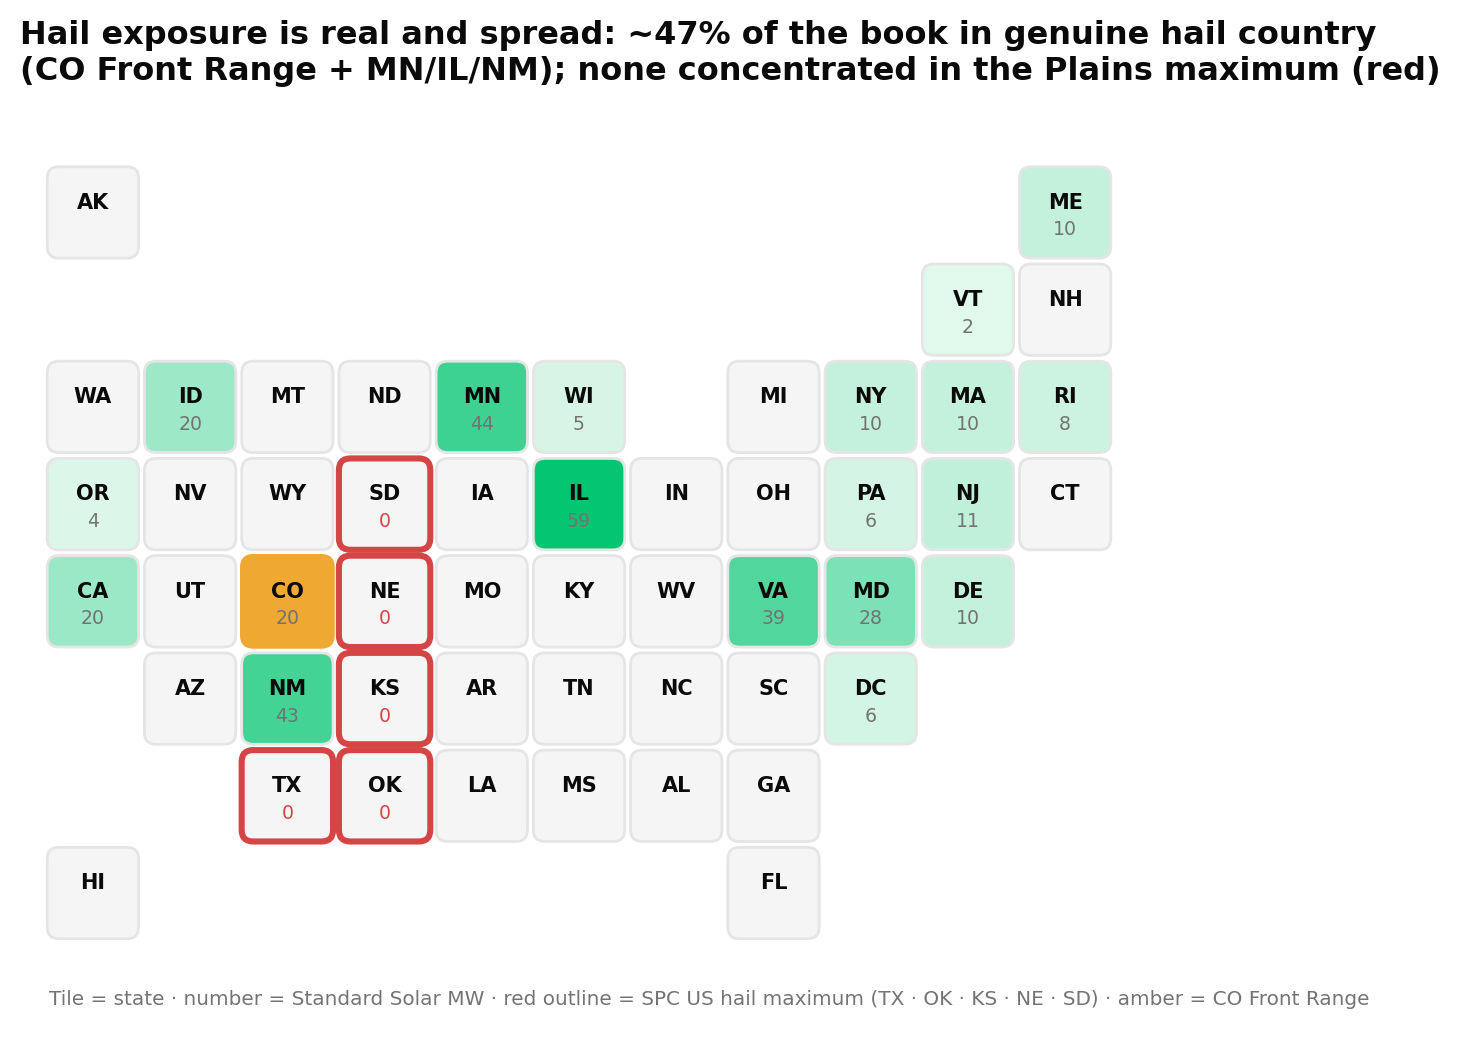 Hail exposure is real and spread: ~47% of the book in genuine hail country
(CO Front Range + MN/IL/NM); none concentrated in the Plains maximum (red)
AK
ME
10
VT
2
NH
WA
ID
20
MT
ND
MN
44
WI
5
MI
NY
10
MA
10
RI
8
OR
4
NV
WY
SD
0
IA
IL
59
IN
OH
PA
6
NJ
11
CT
CA
20
UT
CO
20
NE
0
MO
KY
WV
VA
39
MD
28
DE
10
AZ
NM
43
KS
0
AR
TN
NC
SC
DC
6
TX
0
OK
0
LA
MS
AL
GA
HI
FL
Tile = state · number = Standard Solar MW · red outline = SPC US hail maximum (TX · OK · KS · NE · SD) · amber = CO Front Range